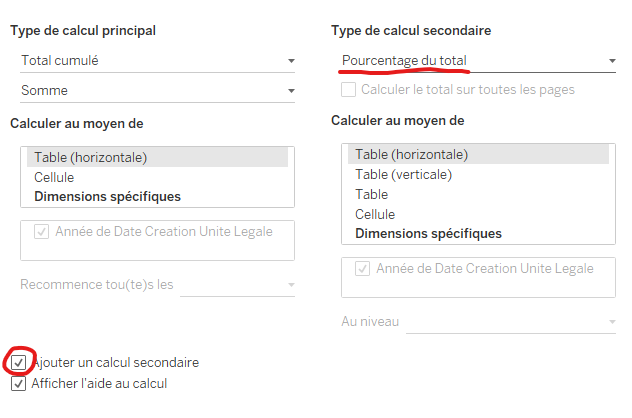 Type de calcul principal
Total cumulé
Somme
Calculer au moyen de
Table (horizontale)
Cellule
Dimensions spécifiques
Année de Date Creation Unite Legale
Recommence tou(te)s les
Type de calcul secondaire
Pourcentage du total
Calculer le total sur toutes les pages
Calculer au moyen de
Table (horizontale)
Table (verticale)
Table
Cellule
Dimensions spécifiques
Année de Date Creation Unite Legale
Au niveau
Ajouter un calcul secondaire
Afficher l'aide au calcul